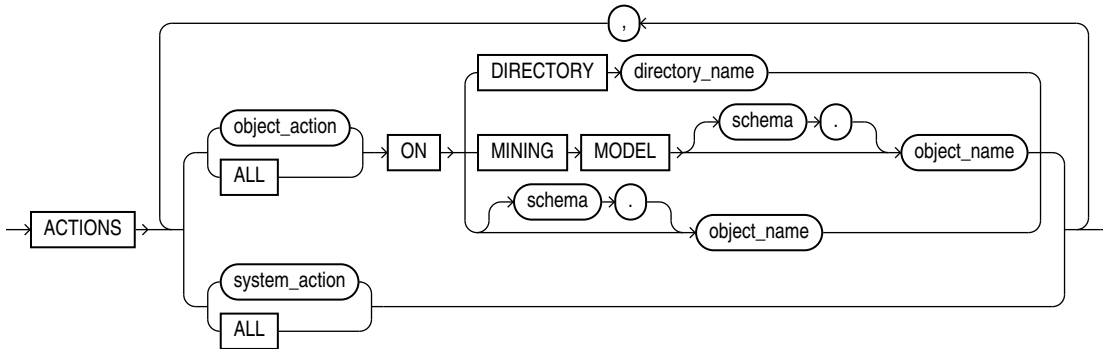 ,
DIRECTORY directory_name
object_action schema .
ON MINING MODEL object_name
ALL
schema .
ACTIONS object_name
system_action
ALL